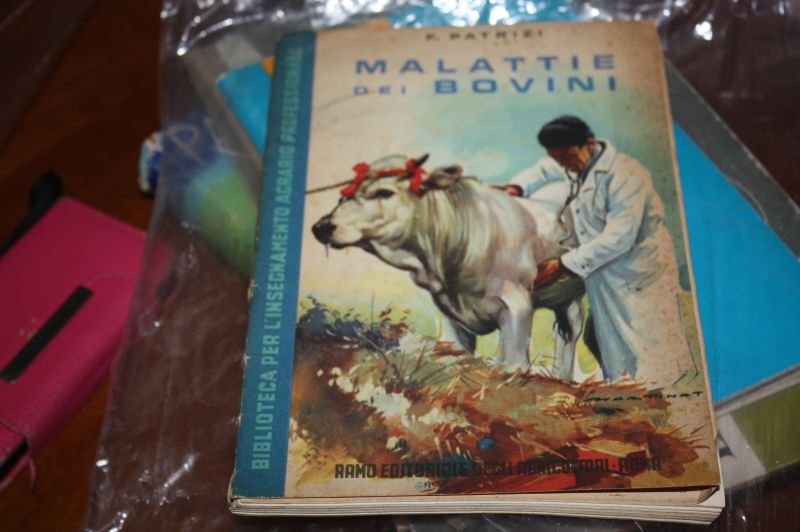 F. PATRIZI
MALATTIE
DEI BOVINI
BIBLIOTECA PER L'INSEGNAMENTO AGRARIO PROFESSIONALE
RAMO EDITORIALE DEGLI AGRICOLTORI - ROMA